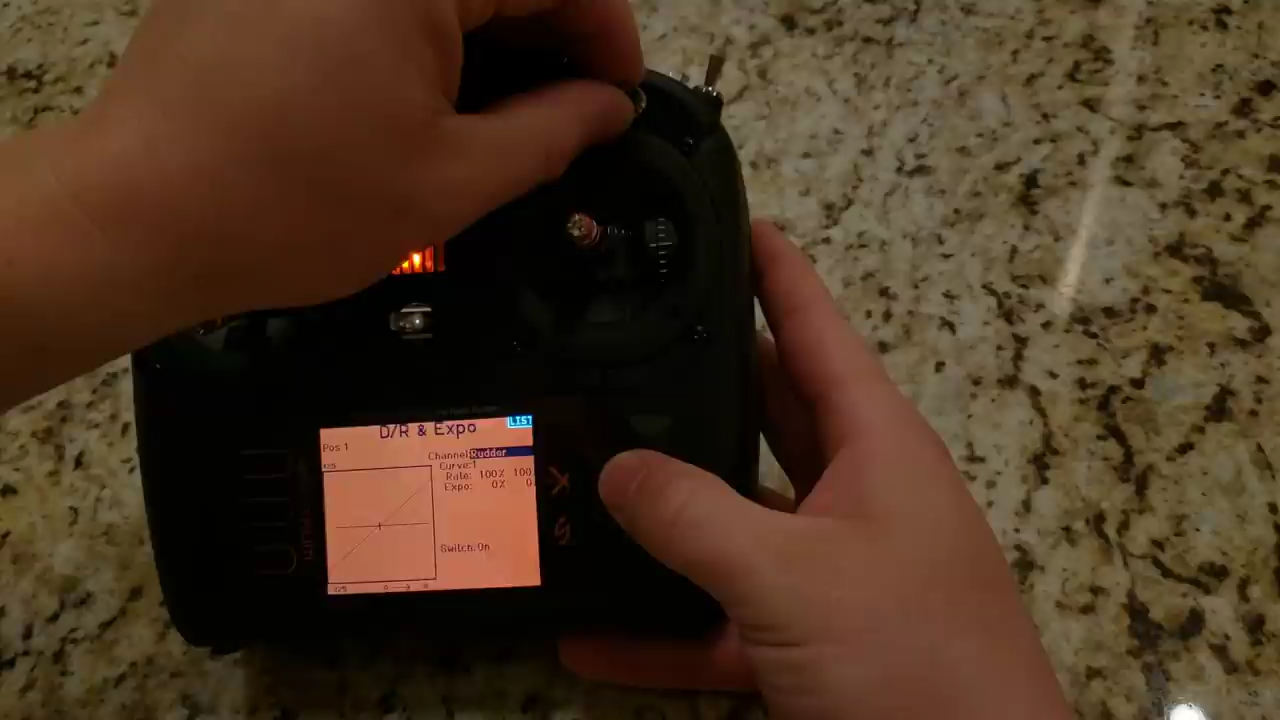 LIST
D/R & Expo
Pos 1
Channel: Rudder
Curve: 1
Rate: 100% 100
Expo: 0% 0
Switch: On